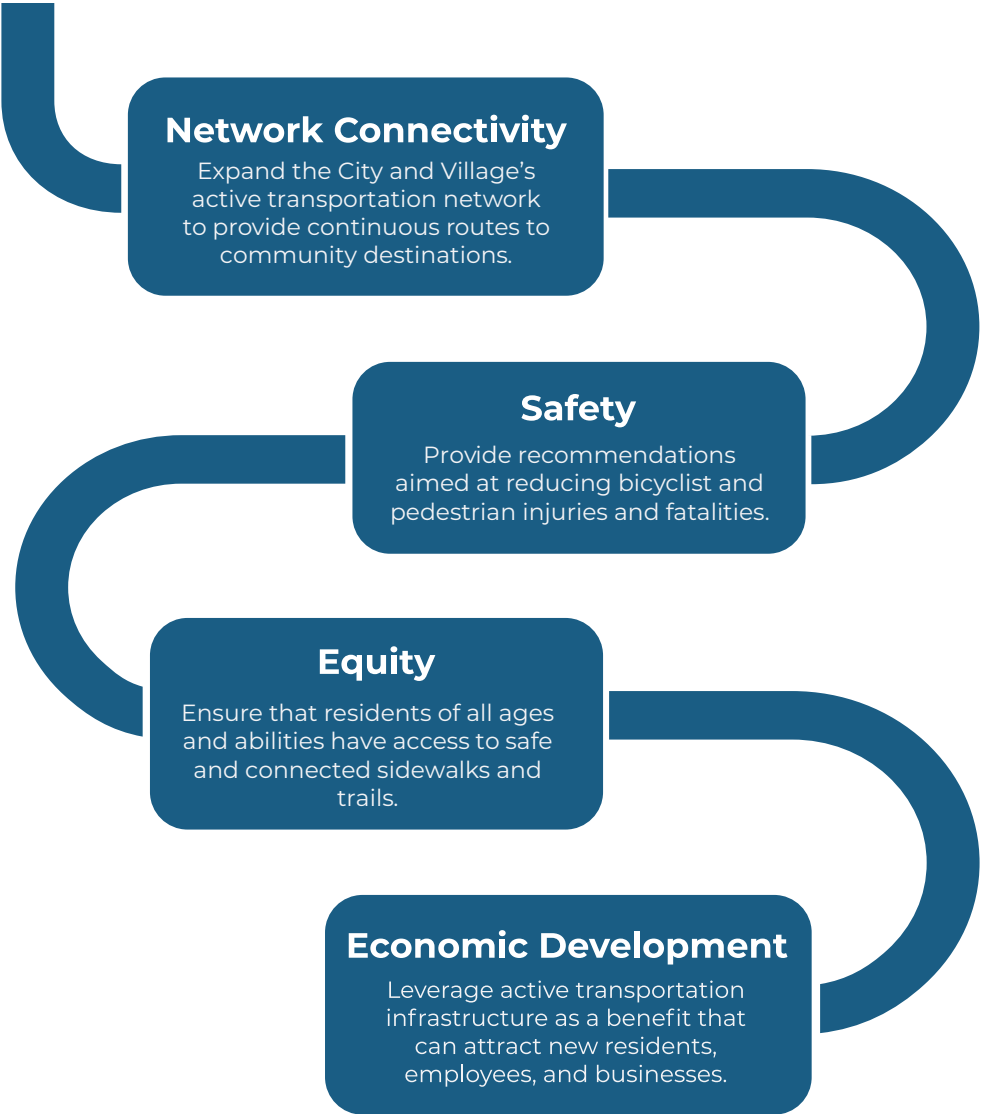 Network Connectivity
Expand the City and Village’s
active transportation network
to provide continuous routes to
community destinations.
Safety
Provide recommendations
aimed at reducing bicyclist and
pedestrian injuries and fatalities.
Equity
Ensure that residents of all ages
and abilities have access to safe
and connected sidewalks and
trails.
Economic Development
Leverage active transportation
infrastructure as a benefit that
can attract new residents,
employees, and businesses.